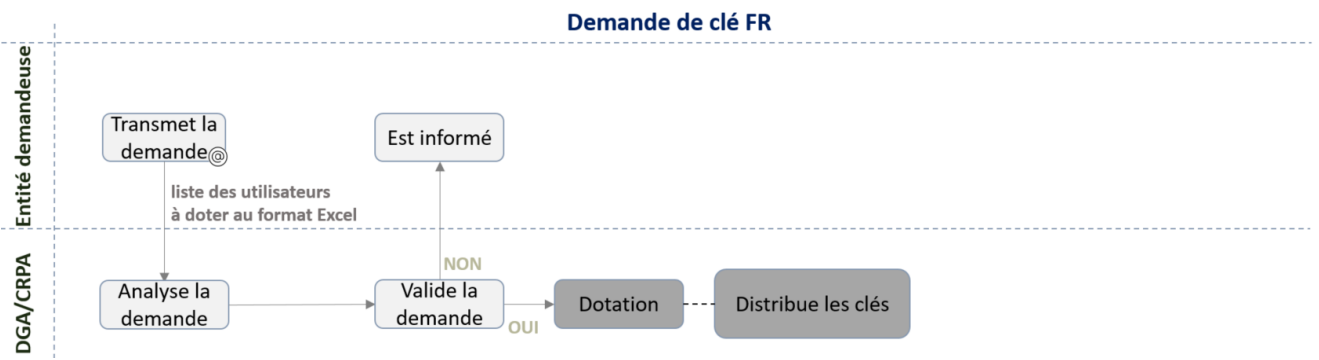 Demande de clé FR
Entité demandeuse
Transmet la
demande@
Est informé
liste des utilisateurs
à doter au format Excel
DGA/CRPA
NON
Analyse la
demande
Valide la
demande
OUI
Dotation
Distribue les clés